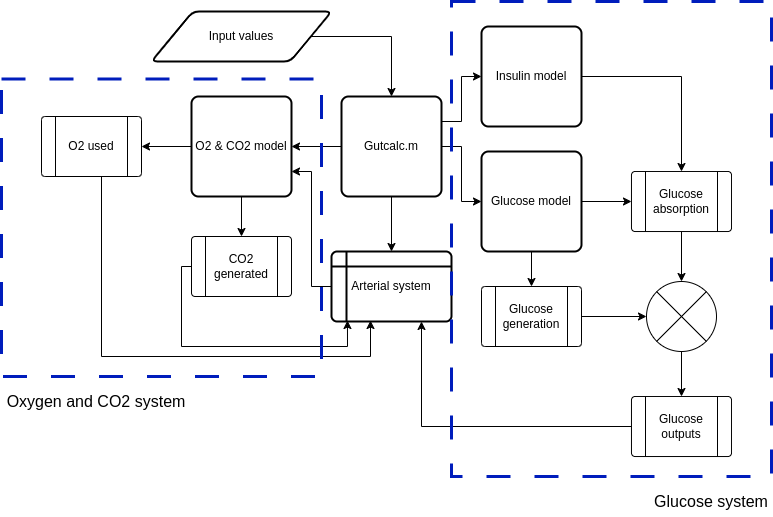 Input values
Insulin model
O2 used
O2 & CO2 model
Gutcalc.m
Glucose model
Glucose
absorption
CO2
generated
Arterial system
Glucose
generation
Oxygen and CO2 system
Glucose
outputs
Glucose system